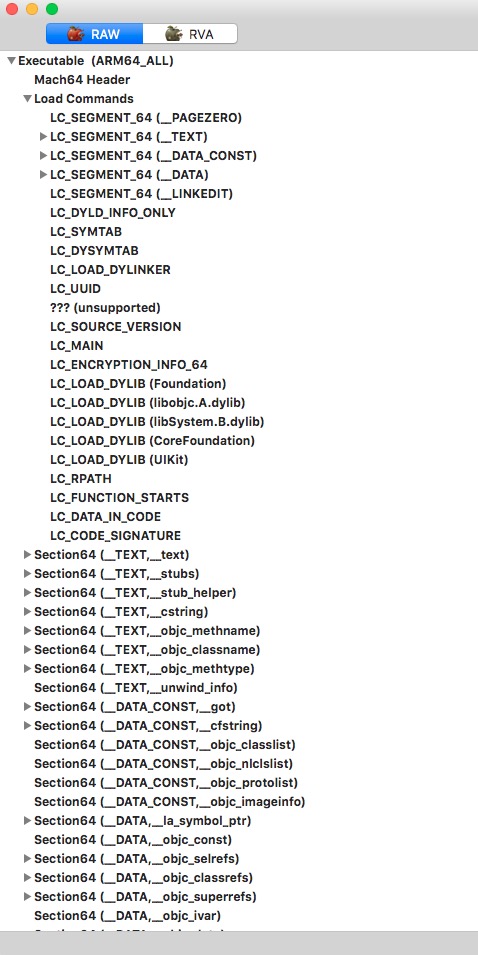 RAW
RVA
Executable (ARM64_ALL)
Mach64 Header
Load Commands
LC_SEGMENT_64 (__PAGEZERO)
LC_SEGMENT_64 (__TEXT)
LC_SEGMENT_64 (__DATA_CONST)
LC_SEGMENT_64 (__DATA)
LC_SEGMENT_64 (__LINKEDIT)
LC_DYLD_INFO_ONLY
LC_SYMTAB
LC_DYSYMTAB
LC_LOAD_DYLINKER
LC_UUID
??? (unsupported)
LC_SOURCE_VERSION
LC_MAIN
LC_ENCRYPTION_INFO_64
LC_LOAD_DYLIB (Foundation)
LC_LOAD_DYLIB (libobjc.A.dylib)
LC_LOAD_DYLIB (libSystem.B.dylib)
LC_LOAD_DYLIB (CoreFoundation)
LC_LOAD_DYLIB (UIKit)
LC_RPATH
LC_FUNCTION_STARTS
LC_DATA_IN_CODE
LC_CODE_SIGNATURE
Section64 (__TEXT,__text)
Section64 (__TEXT,__stubs)
Section64 (__TEXT,__stub_helper)
Section64 (__TEXT,__cstring)
Section64 (__TEXT,__objc_methname)
Section64 (__TEXT,__objc_classname)
Section64 (__TEXT,__objc_methtype)
Section64 (__TEXT,__unwind_info)
Section64 (__DATA_CONST,__got)
Section64 (__DATA_CONST,__cfstring)
Section64 (__DATA_CONST,__objc_classlist)
Section64 (__DATA_CONST,__objc_nlclslist)
Section64 (__DATA_CONST,__objc_protolist)
Section64 (__DATA_CONST,__objc_imageinfo)
Section64 (__DATA,__la_symbol_ptr)
Section64 (__DATA,__objc_const)
Section64 (__DATA,__objc_selrefs)
Section64 (__DATA,__objc_classrefs)
Section64 (__DATA,__objc_superrefs)
Section64 (__DATA,__objc_ivar)